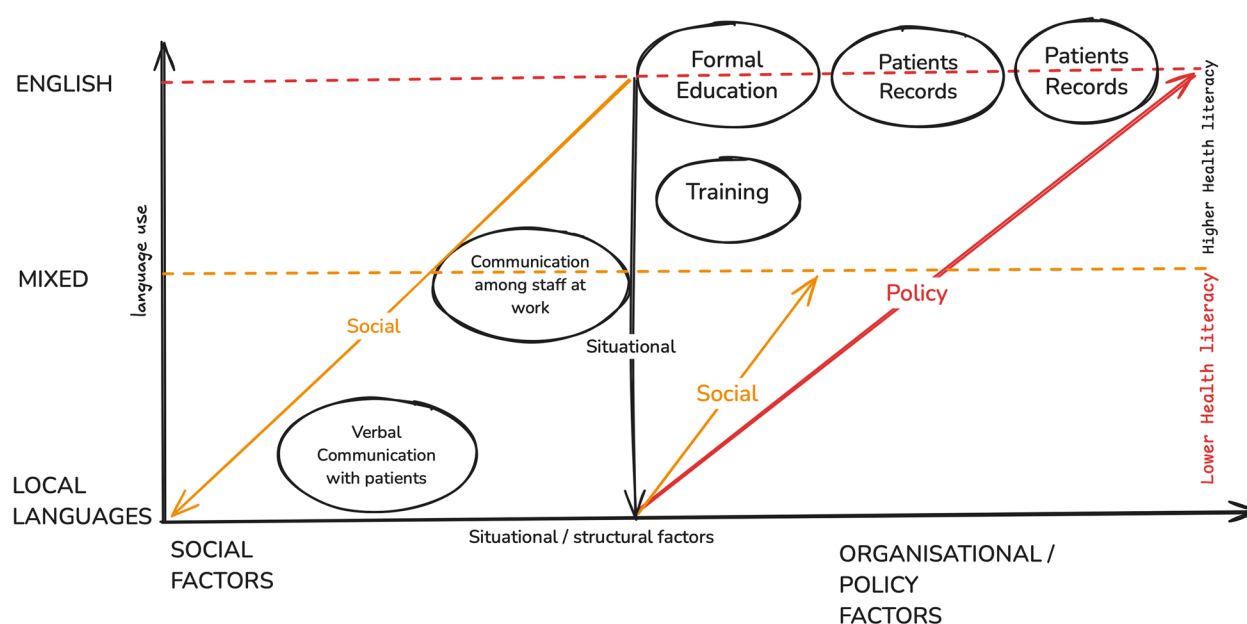 ENGLISH
Formal
Education
Patients
Records
Patients
Records
Higher Health literacy
Training
language use
MIXED
Communication
among staff at
work
Policy
Social
Situational
Social
Lower Health literacy
Verbal
Communication
with patients
LOCAL
LANGUAGES
Situational / structural factors
SOCIAL
FACTORS
ORGANISATIONAL /
POLICY
FACTORS